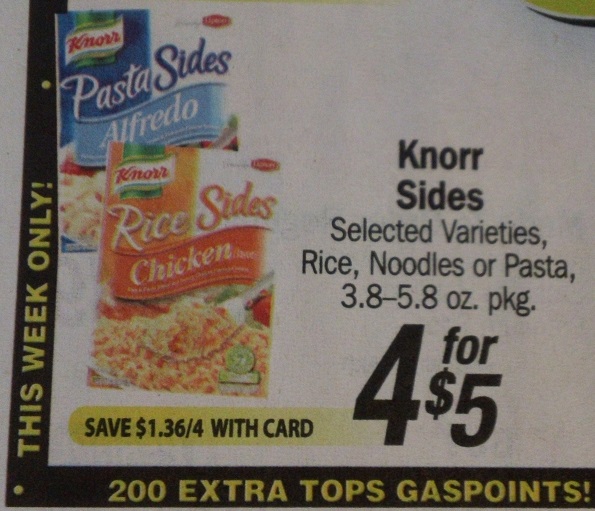 Knorr
Pasta Sides
Alfredo
Knorr
Rice Sides
Chicken
Knorr
Sides
Selected Varieties,
Rice, Noodles or Pasta,
3.8–5.8 oz. pkg.
4 for
$5
SAVE $1.36/4 WITH CARD
THIS WEEK ONLY!
200 EXTRA TOPS GASPOINTS!